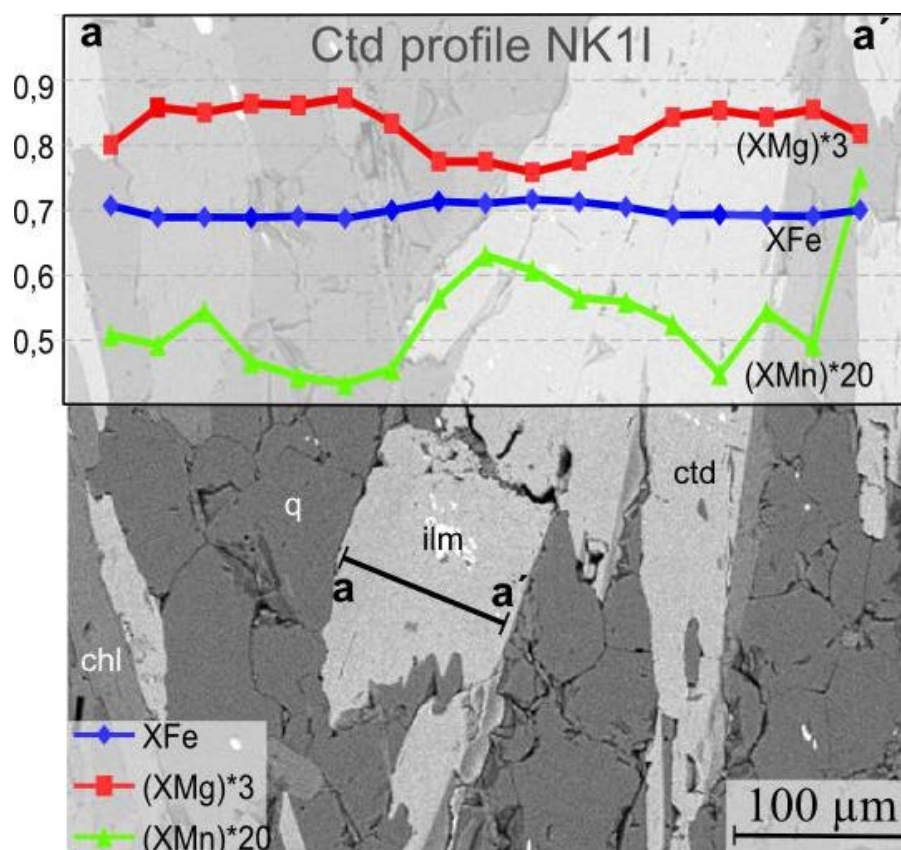 a a´
Ctd profile NK1I
0,9
0,8
(XMg)*3
0,7
XFe
0,6
0,5
(XMn)*20
ctd
q
ilm
a a´
chl
XFe
(XMg)*3
(XMn)*20
100 µm